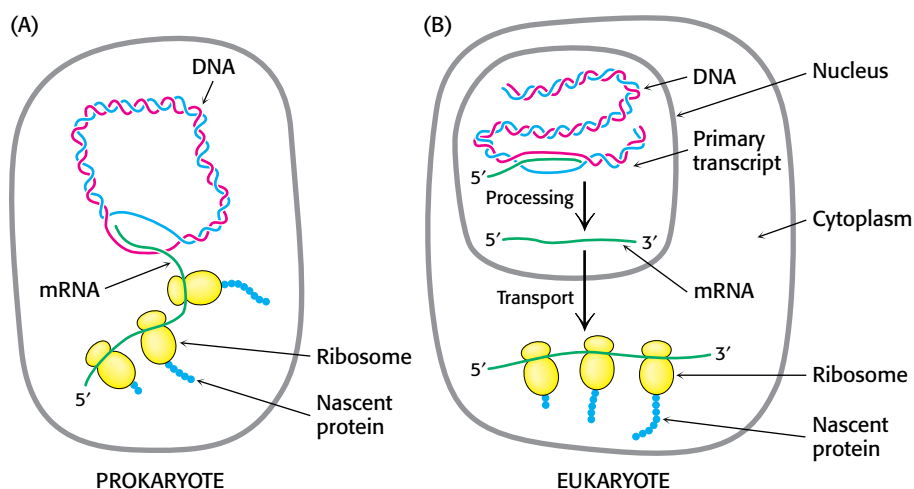 (A)
DNA
mRNA
Ribosome
5′
Nascent
protein
PROKARYOTE
(B)
DNA
Nucleus
Primary
transcript
5′
Processing
Cytoplasm
5′
3′
mRNA
Transport
5′
3′
Ribosome
Nascent
protein
EUKARYOTE